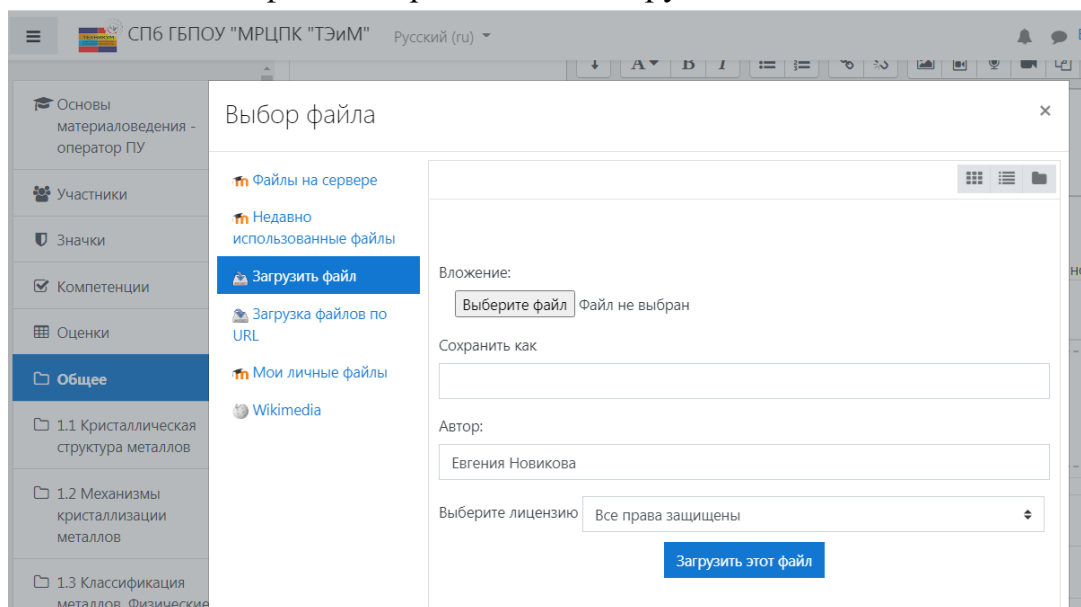 СПб ГБПОУ "МРЦПК "ТЭиМ" Русский (ru)
Основы
материаловедения -
оператор ПУ
Участники
Значки
Компетенции
Оценки
Общее
1.1 Кристаллическая
структура металлов
1.2 Механизмы
кристаллизации
металлов
1.3 Классификация
металлов. Физические
Выбор файла
×
Файлы на сервере
Недавно
использованные файлы
Загрузить файл
Загрузка файлов по
URL
Мои личные файлы
Wikimedia
Вложение:
Выберите файл Файл не выбран
Сохранить как
Автор:
Евгения Новикова
Выберите лицензию Все права защищены
Загрузить этот файл